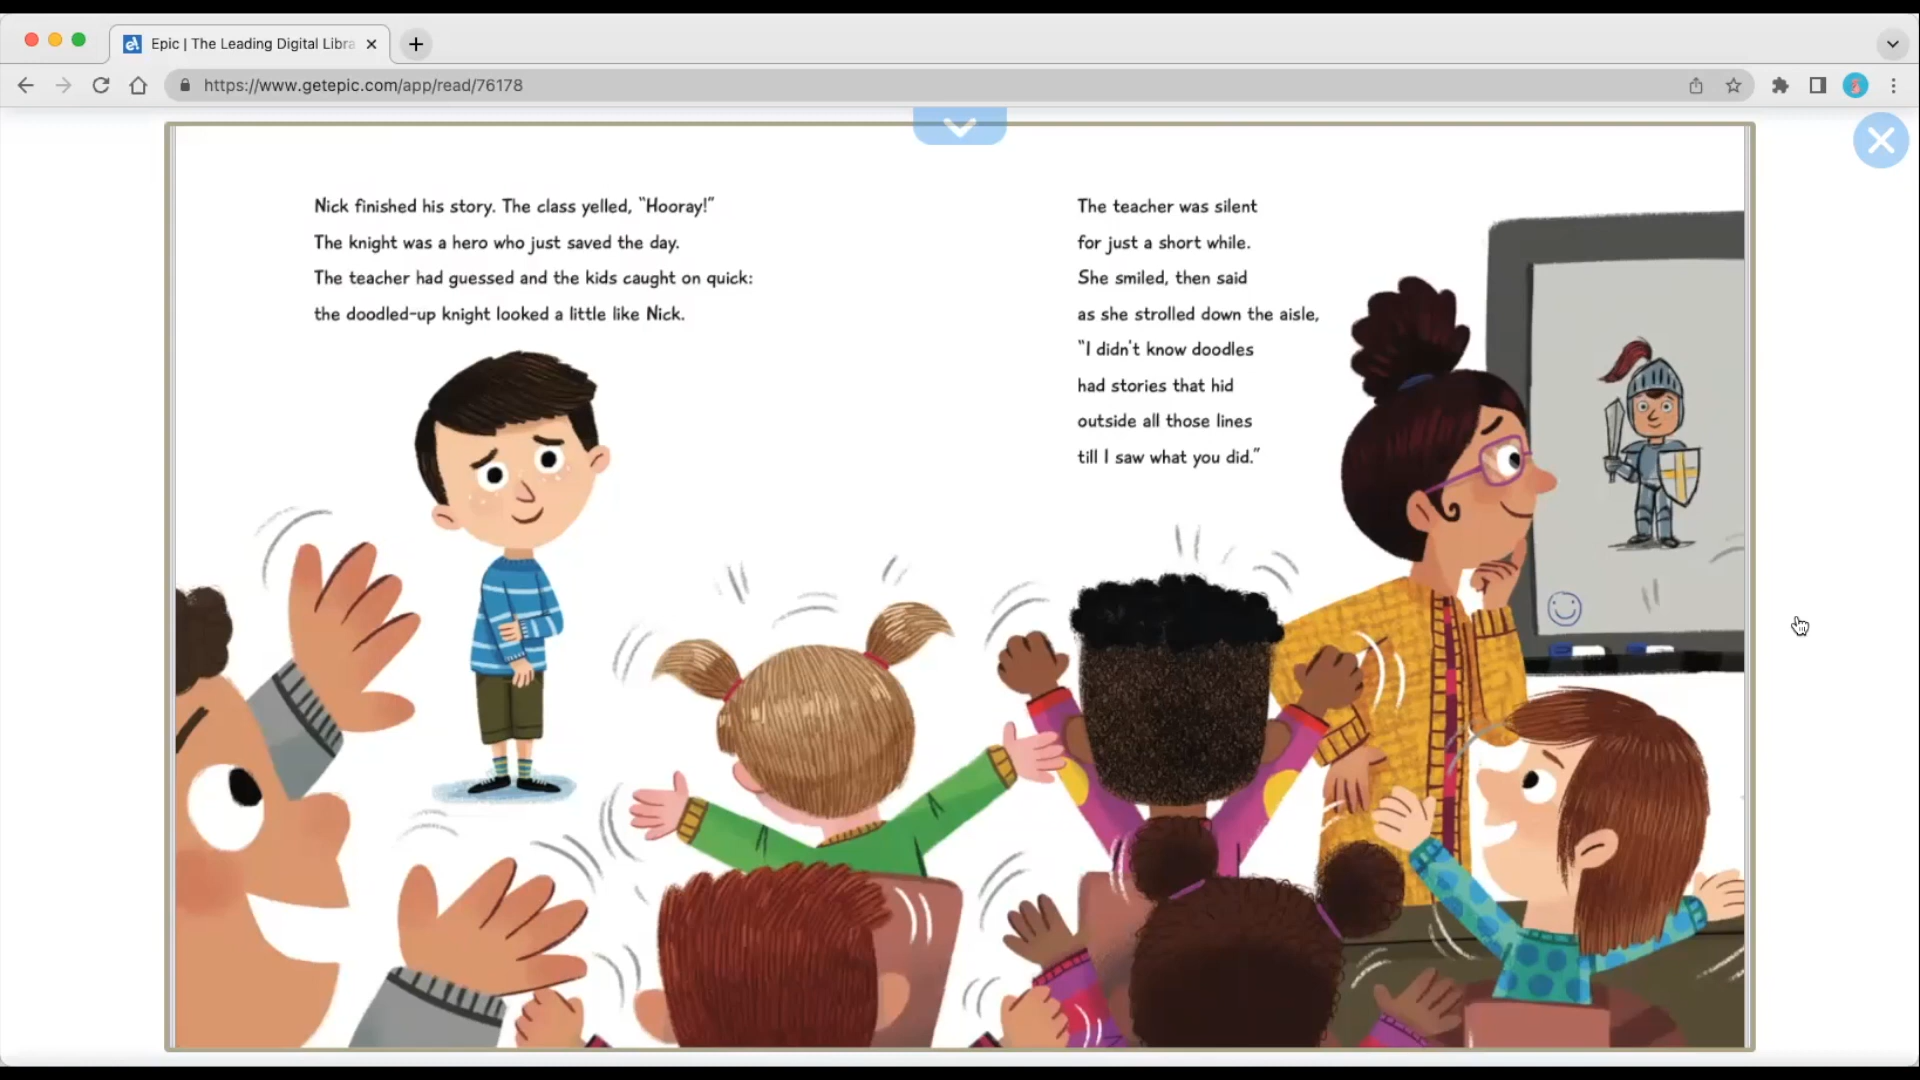 Epic | The Leading Digital Libra
https://www.getepic.com/app/read/76178
Nick finished his story. The class yelled, “Hooray!”
The knight was a hero who just saved the day.
The teacher had guessed and the kids caught on quick:
the doodled-up knight looked a little like Nick.
The teacher was silent
for just a short while.
She smiled, then said
as she strolled down the aisle,
“I didn’t know doodles
had stories that hid
outside all those lines
till I saw what you did.”